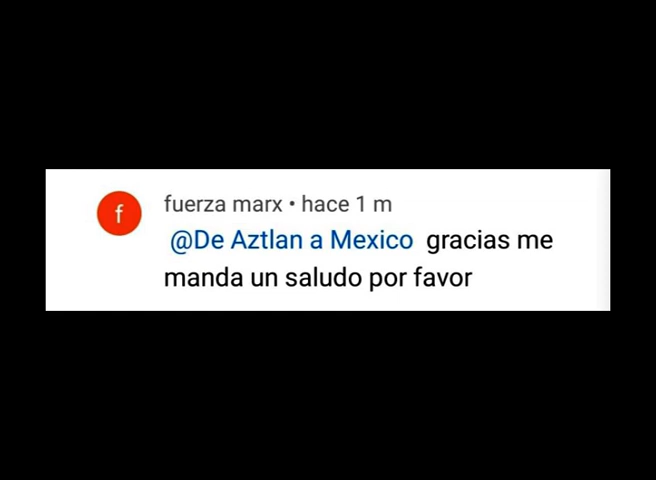 f
fuerza marx • hace 1 m
@De Aztlan a Mexico gracias me
manda un saludo por favor